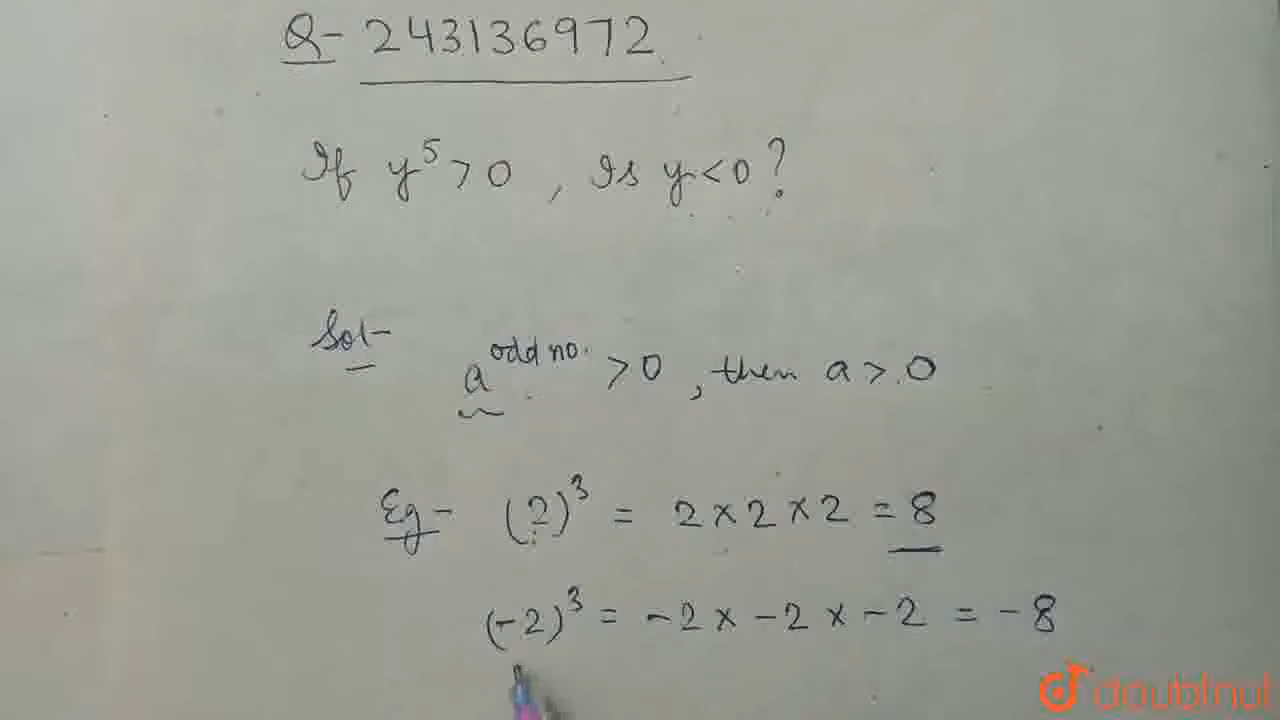 Q- 243136972
If y⁵ > 0 , Is y < 0 ?
Sol-
a^odd no. > 0 , then a > 0
Eg- (2)³ = 2 × 2 × 2 = 8
(-2)³ = -2 × -2 × -2 = -8
doubtnut